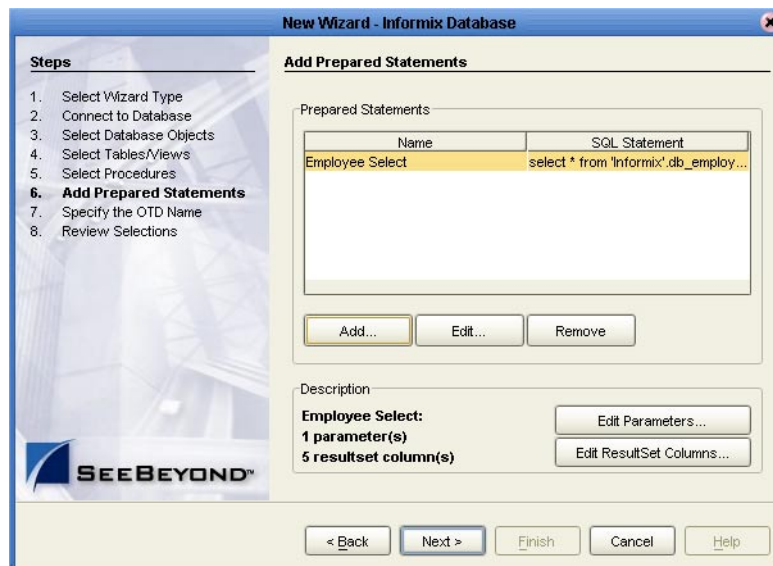 New Wizard - Informix Database
Steps
1. Select Wizard Type
2. Connect to Database
3. Select Database Objects
4. Select Tables/Views
5. Select Procedures
6. Add Prepared Statements
7. Specify the OTD Name
8. Review Selections
SEEBEYOND™
Add Prepared Statements
Prepared Statements
Name SQL Statement
Employee Select select * from 'Informix'.db_employ...
Add... Edit... Remove
Description
Employee Select:
1 parameter(s)
5 resultset column(s)
Edit Parameters...
Edit ResultSet Columns...
< Back Next > Finish Cancel Help